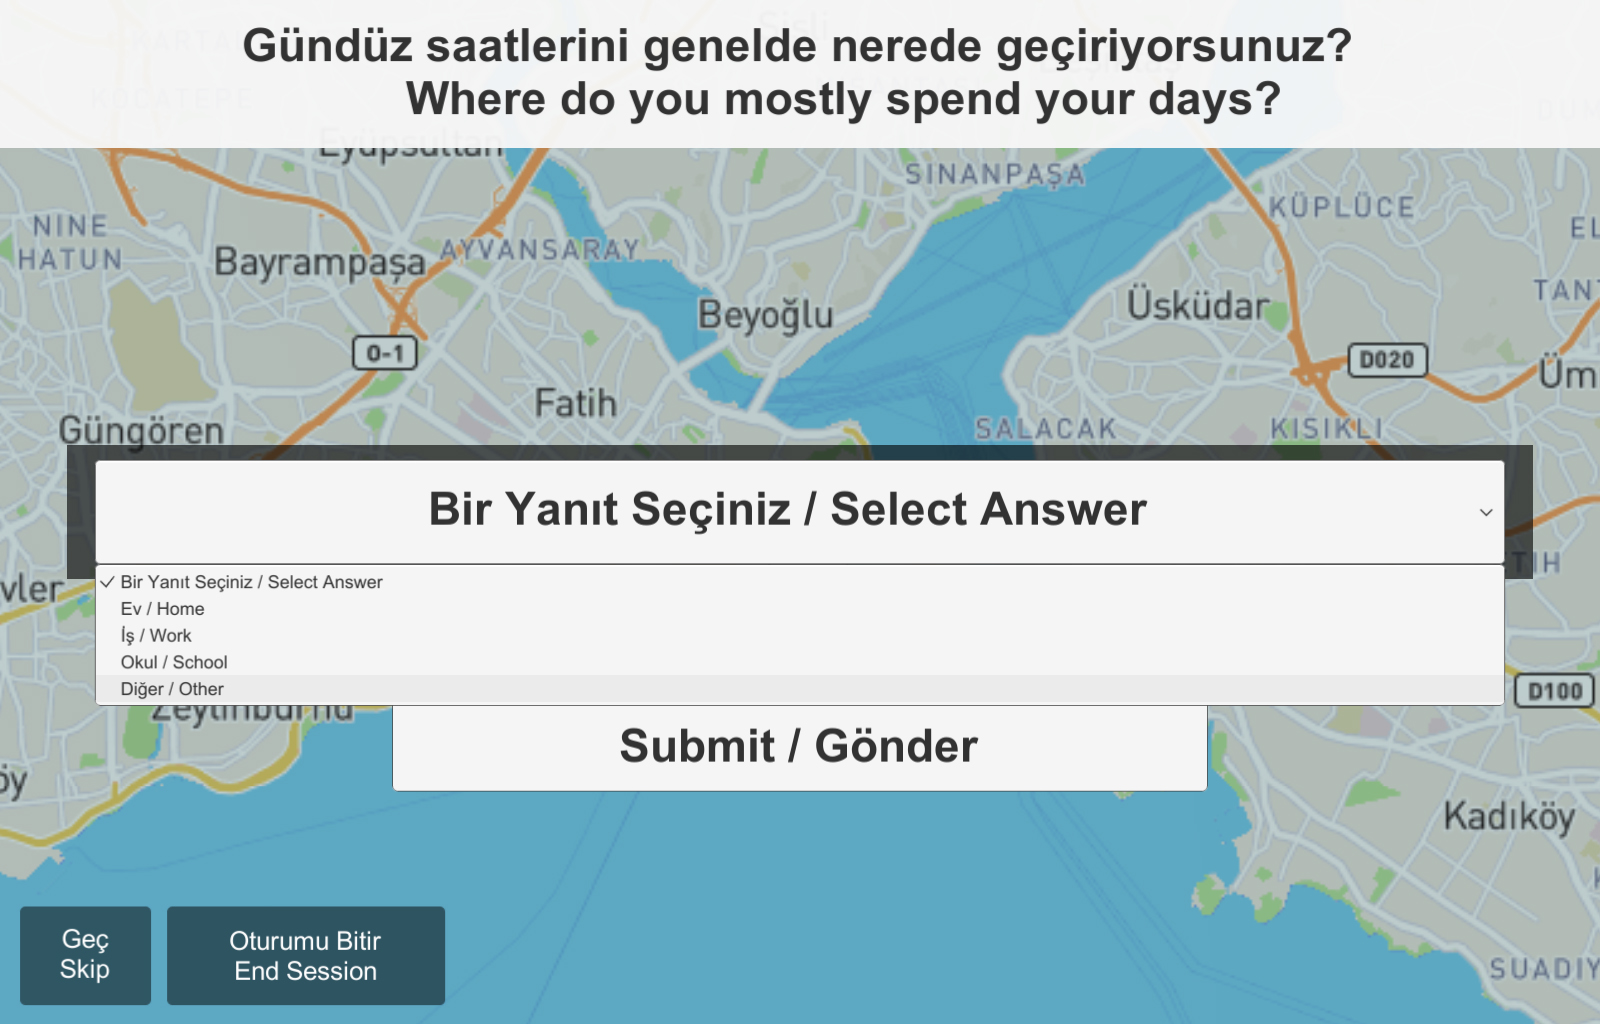 Gündüz saatlerini genelde nerede geçiriyorsunuz?
Where do you mostly spend your days?
Eyüpsultan
SINANPAŞA
KÜPLÜCE
NINE
HATUN
Bayrampaşa
AYVANSARAY
Beyoğlu
Üsküdar
O-1
D020
Fatih
Güngören
SALACAK
KISIKLI
Bir Yanıt Seçiniz / Select Answer
Bir Yanıt Seçiniz / Select Answer
Ev / Home
İş / Work
Okul / School
Diğer / Other
D100
Zeytinburnu
Submit / Gönder
Kadıköy
Geç
Skip
Oturumu Bitir
End Session